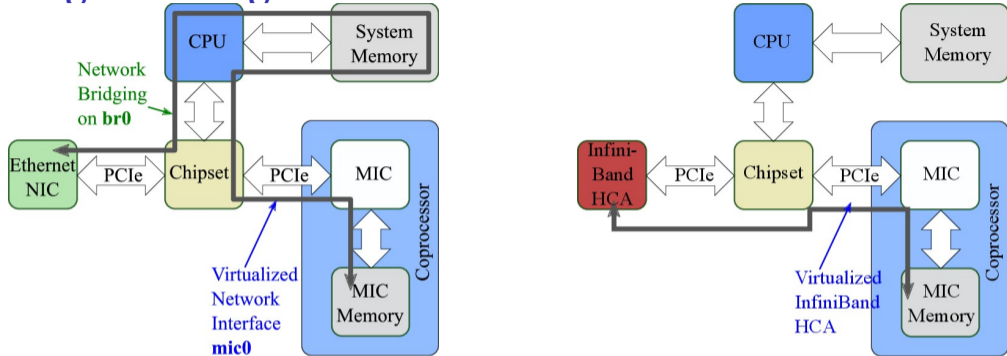 CPU
System
Memory
Network
Bridging
on br0
Ethernet
NIC
PCIe
Chipset
PCIe
MIC
Coprocessor
Virtualized
Network
Interface
mic0
MIC
Memory
CPU
System
Memory
Infini-
Band
HCA
PCIe
Chipset
PCIe
MIC
Coprocessor
Virtualized
InfiniBand
HCA
MIC
Memory